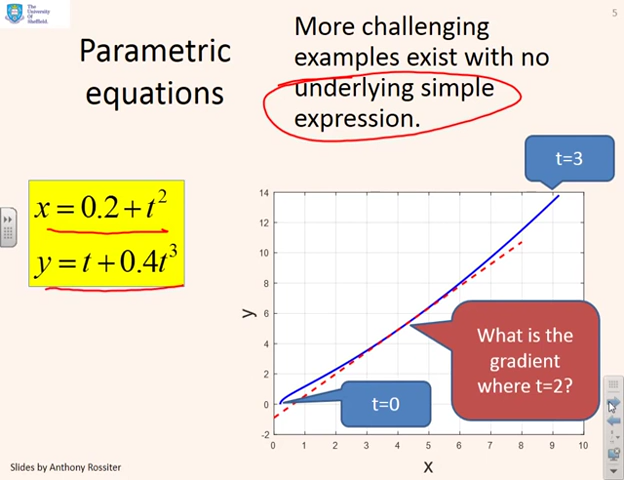 The
University
Of
Sheffield.
5
Parametric
equations
More challenging
examples exist with no
underlying simple
expression.
x = 0.2 + t²
y = t + 0.4t³
t=3
14
12
10
8
6
4
2
0
-2
y
What is the
gradient
where t=2?
t=0
0 1 2 3 4 5 6 7 8 9 10
x
Slides by Anthony Rossiter